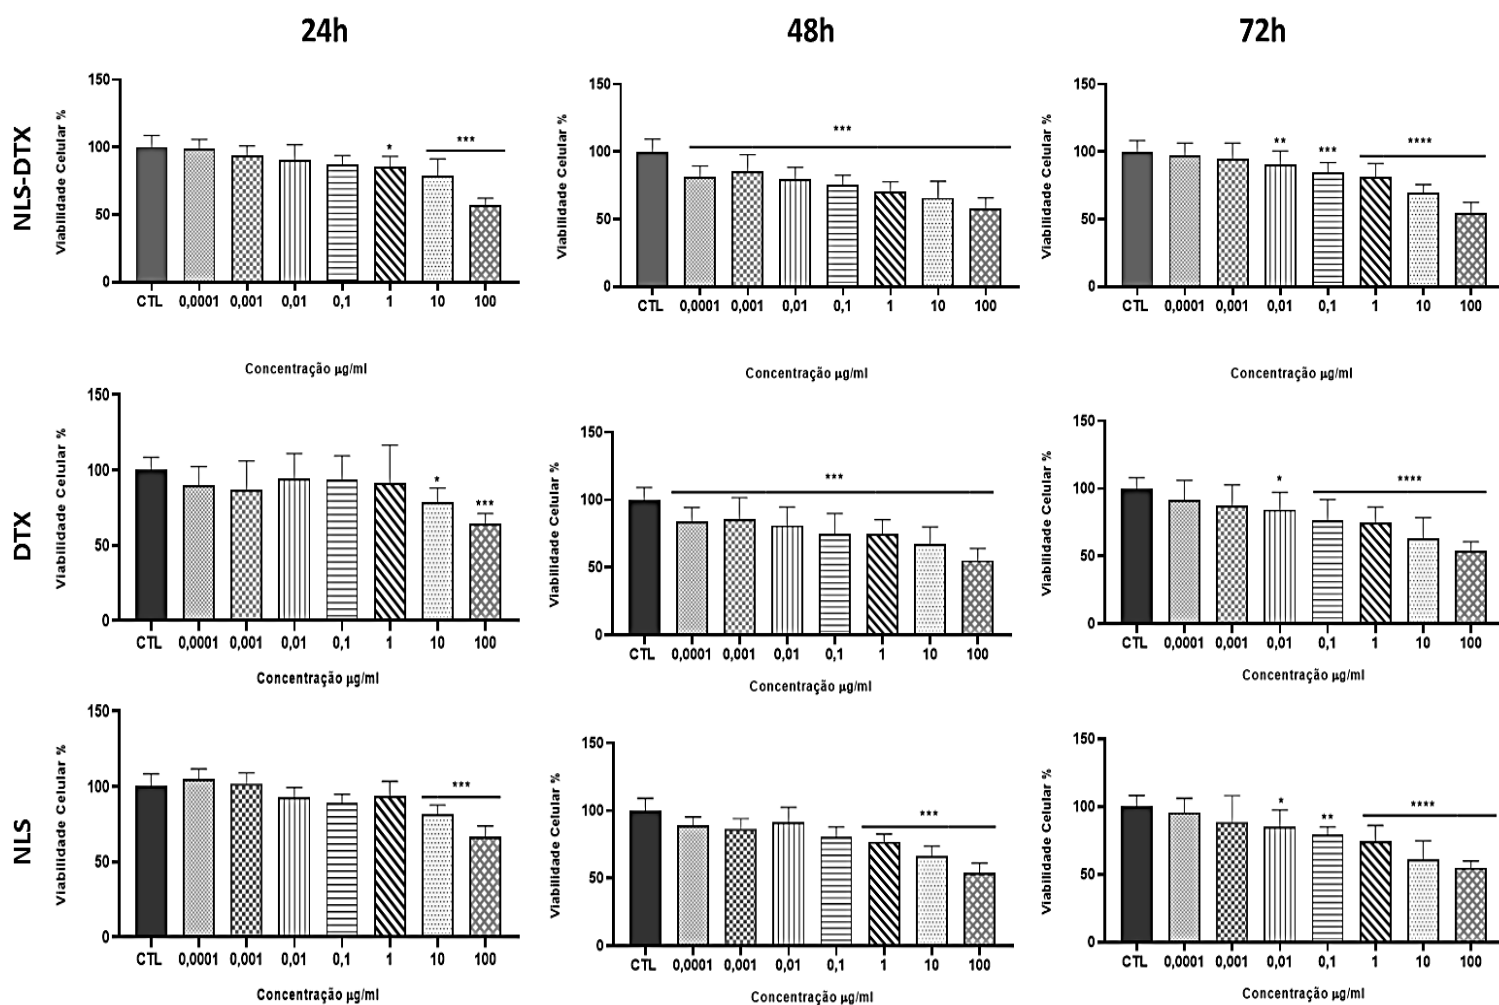 24h
48h
72h
NLS-DTX
Viabilidade Celular %
150
100
50
0
*
***
CTL 0,0001 0,001 0,01 0,1 1 10 100
Concentração µg/ml
Viabilidade Celular %
150
100
50
0
***
CTL 0,0001 0,001 0,01 0,1 1 10 100
Concentração µg/ml
Viabilidade Celular %
150
100
50
0
**
***
****
CTL 0,0001 0,001 0,01 0,1 1 10 100
Concentração µg/ml
DTX
Viabilidade Celular %
150
100
50
0
*
***
CTL 0,0001 0,001 0,01 0,1 1 10 100
Concentração µg/ml
Viabilidade Celular %
150
100
50
0
***
CTL 0,0001 0,001 0,01 0,1 1 10 100
Concentração µg/ml
Viabilidade Celular %
150
100
50
0
*
****
CTL 0,0001 0,001 0,01 0,1 1 10 100
Concentração µg/ml
NLS
Viabilidade Celular %
150
100
50
0
***
CTL 0,0001 0,001 0,01 0,1 1 10 100
Concentração µg/ml
Viabilidade Celular %
150
100
50
0
***
CTL 0,0001 0,001 0,01 0,1 1 10 100
Concentração µg/ml
Viabilidade Celular %
150
100
50
0
*
**
****
CTL 0,0001 0,001 0,01 0,1 1 10 100
Concentração µg/ml